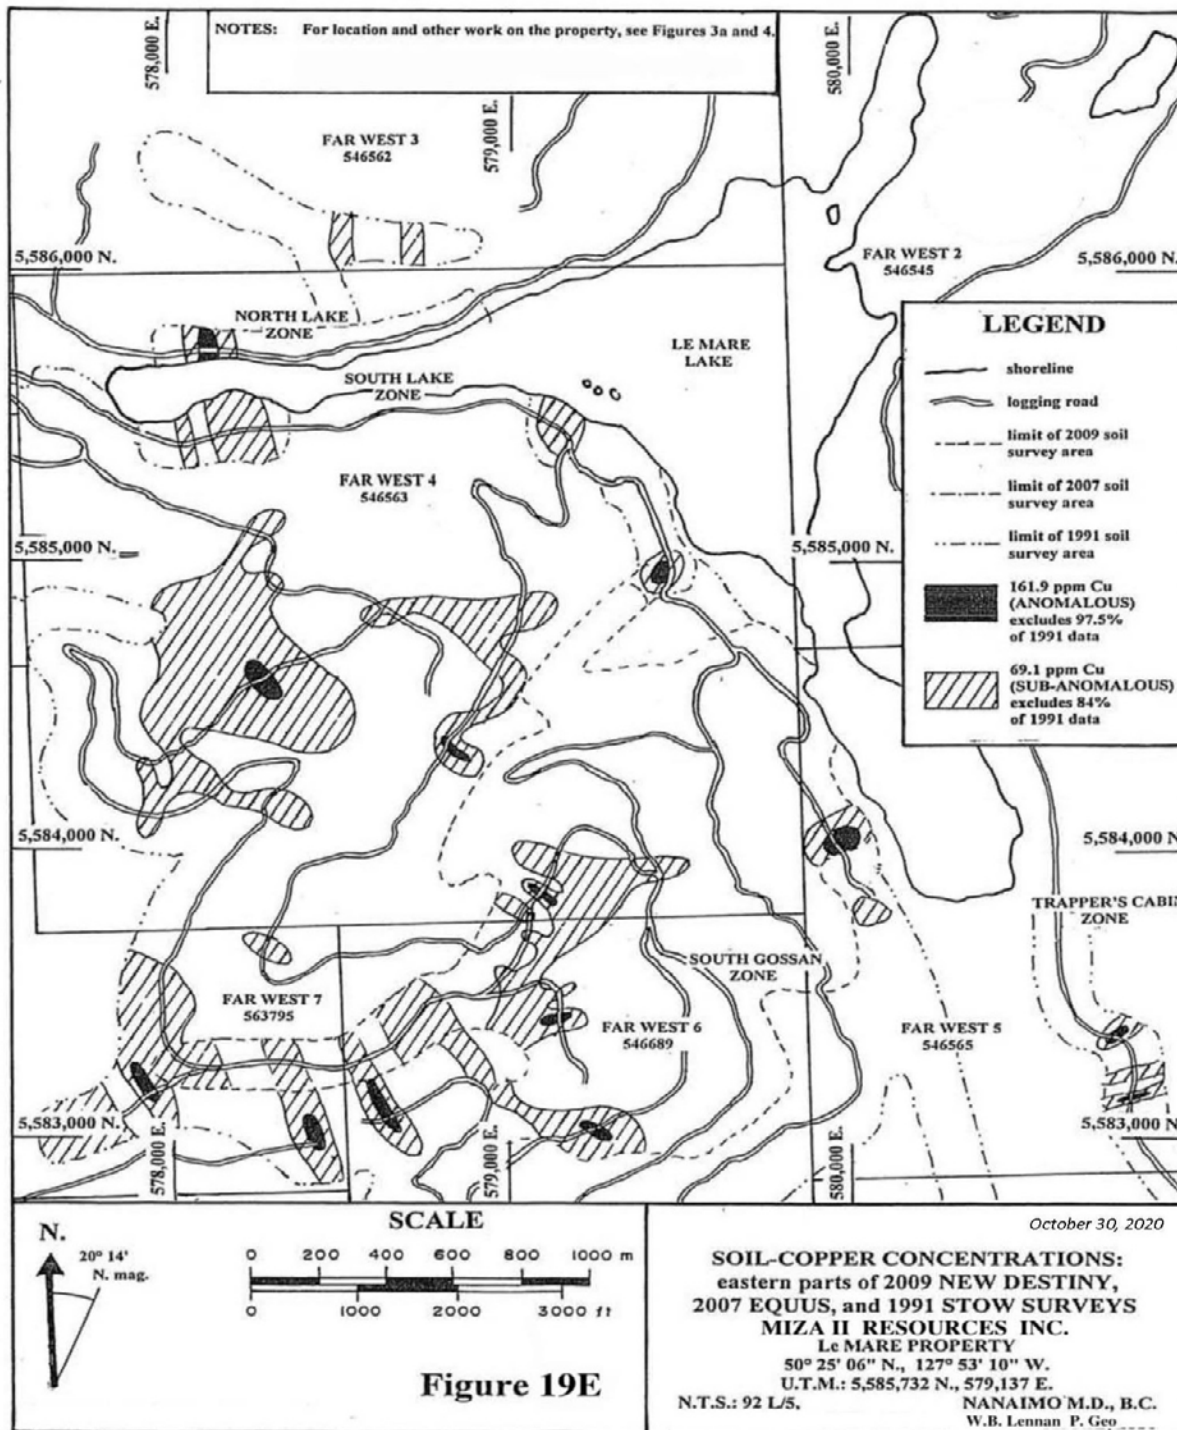 NOTES: For location and other work on the property, see Figures 3a and 4.
578,000 E.
579,000 E.
580,000 E.
FAR WEST 3
546562
5,586,000 N.
FAR WEST 2
546545
5,586,000 N.
NORTH LAKE
ZONE
LE MARE
LAKE
SOUTH LAKE
ZONE
LEGEND
shoreline
logging road
limit of 2009 soil
survey area
limit of 2007 soil
survey area
limit of 1991 soil
survey area
161.9 ppm Cu
(ANOMALOUS)
excludes 97.5%
of 1991 data
69.1 ppm Cu
(SUB-ANOMALOUS)
excludes 84%
of 1991 data
FAR WEST 4
546563
5,585,000 N.
5,585,000 N.
5,584,000 N.
5,584,000 N
TRAPPER'S CABIN
ZONE
SOUTH GOSSAN
ZONE
FAR WEST 7
563795
FAR WEST 6
546689
FAR WEST 5
546565
5,583,000 N.
5,583,000 N
578,000 E.
579,000 E.
580,000 E.
N.
20° 14'
N. mag.
SCALE
0 200 400 600 800 1000 m
0 1000 2000 3000 ft
Figure 19E
October 30, 2020
SOIL-COPPER CONCENTRATIONS:
eastern parts of 2009 NEW DESTINY,
2007 EQUUS, and 1991 STOW SURVEYS
MIZA II RESOURCES INC.
Le MARE PROPERTY
50° 25' 06" N., 127° 53' 10" W.
U.T.M.: 5,585,732 N., 579,137 E.
N.T.S.: 92 L/5. NANAIMO M.D., B.C.
W.B. Lennan P. Geo